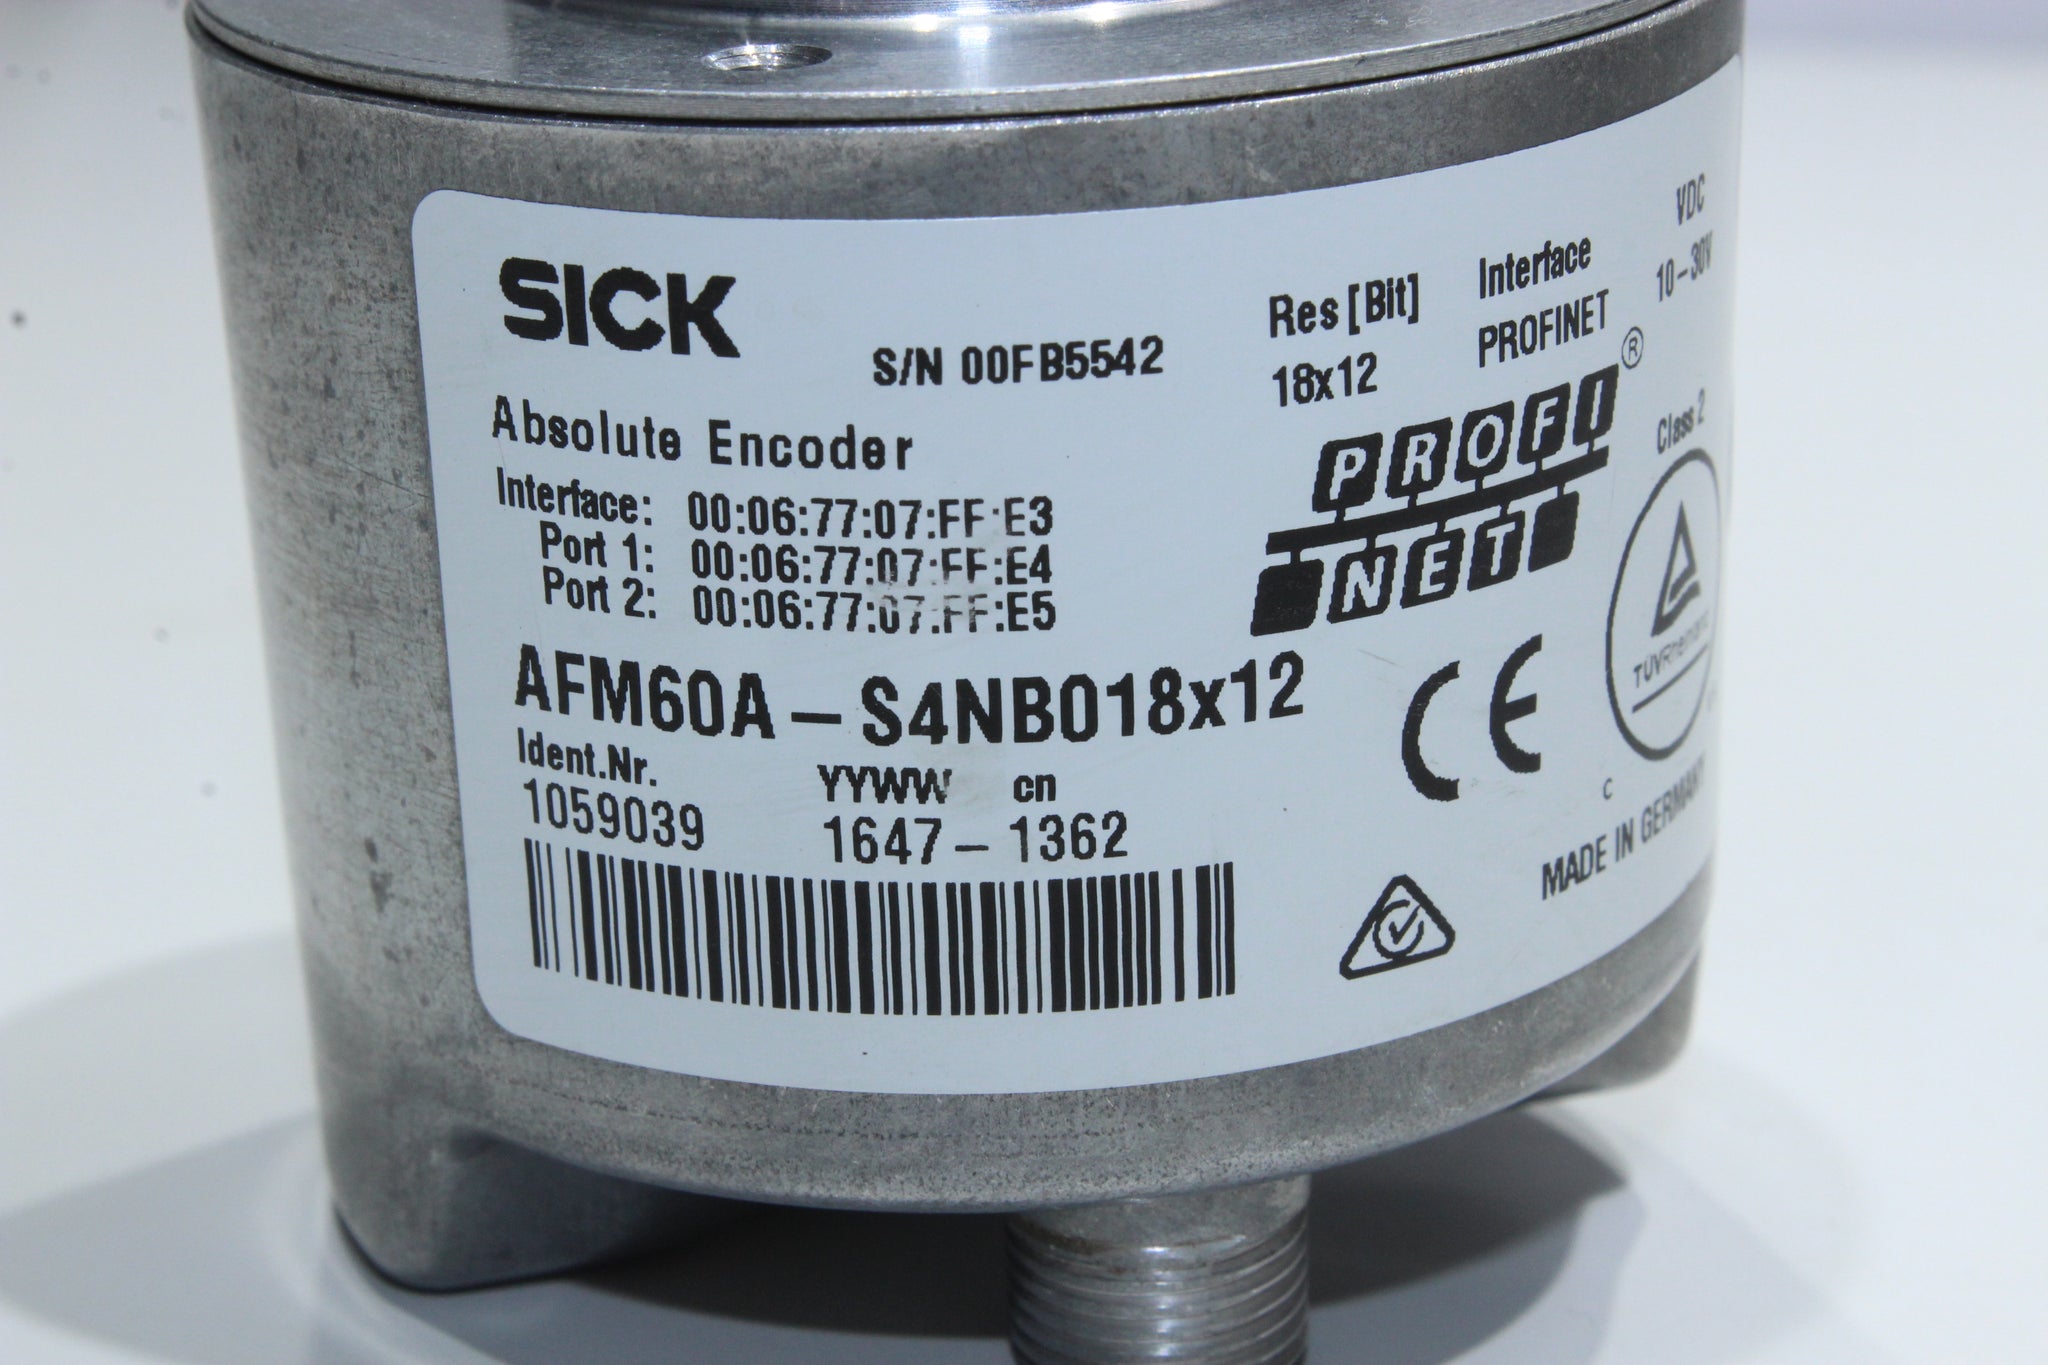 SICK
S/N 00FB5542
Absolute Encoder
Interface: 00:06:77:07:FF:E3
Port 1: 00:06:77:07:FF:E4
Port 2: 00:06:77:07:FF:E5
AFM60A – S4NB018x12
Ident.Nr.
1059039
YYWW cn
1647 – 1362
Res [Bit]
18x12
Interface
PROFINET
VDC
10 – 30V
PROFI ®
NET
Class 2
TÜVRheinland
CE
C
MADE IN GERMANY